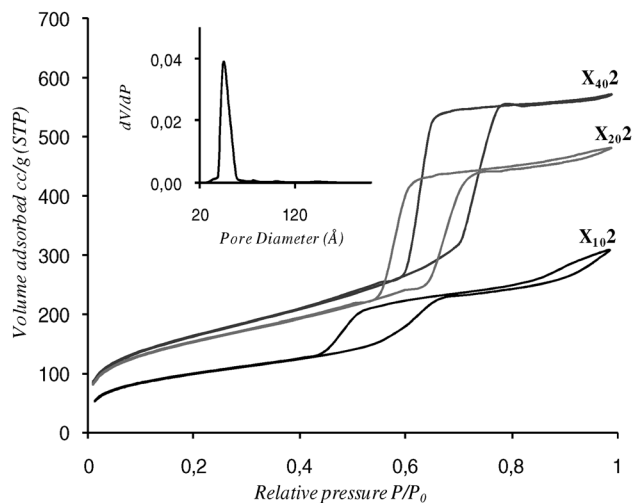 700
600
500
400
300
200
100
0
Volume adsorbed cc/g (STP)
0
0,2
0,4
0,6
0,8
1
Relative pressure P/P₀
0,04
0,02
0,00
dV/dP
20
120
Pore Diameter (Å)
X₄₀2
X₂₀2
X₁₀2